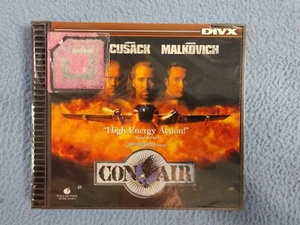 DIVX
CUSACK MALKOVICH
"High-Energy Action!"
CON AIR